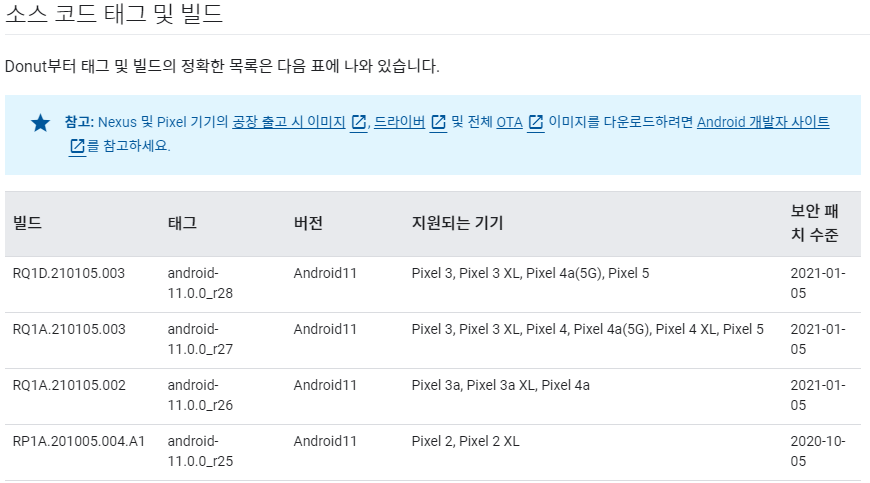 소스 코드 태그 및 빌드
Donut부터 태그 및 빌드의 정확한 목록은 다음 표에 나와 있습니다.
참고: Nexus 및 Pixel 기기의 공장 출고 시 이미지, 드라이버 및 전체 OTA 이미지를 다운로드하려면 Android 개발자 사이트
를 참고하세요.
빌드 태그 버전 지원되는 기기 보안 패
치 수준
RQ1D.210105.003 android- Android11 Pixel 3, Pixel 3 XL, Pixel 4a(5G), Pixel 5 2021-01-
11.0.0_r28 05
RQ1A.210105.003 android- Android11 Pixel 3, Pixel 3 XL, Pixel 4, Pixel 4a(5G), Pixel 4 XL, Pixel 5 2021-01-
11.0.0_r27 05
RQ1A.210105.002 android- Android11 Pixel 3a, Pixel 3a XL, Pixel 4a 2021-01-
11.0.0_r26 05
RP1A.201005.004.A1 android- Android11 Pixel 2, Pixel 2 XL 2020-10-
11.0.0_r25 05